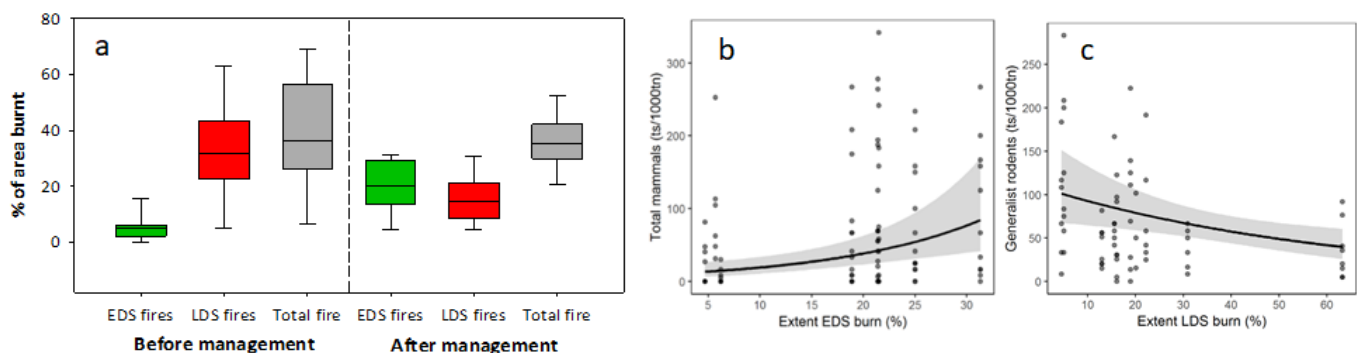 a
80
60
40
20
0
% of area burnt
EDS fires LDS fires Total fire EDS fires LDS fires Total fire
Before management After management
b
300
200
100
0
Total mammals (ts/1000tn)
5 10 15 20 25 30
Extent EDS burn (%)
c
250
200
150
100
50
0
Generalist rodents (ts/1000tn)
10 20 30 40 50 60
Extent LDS burn (%)